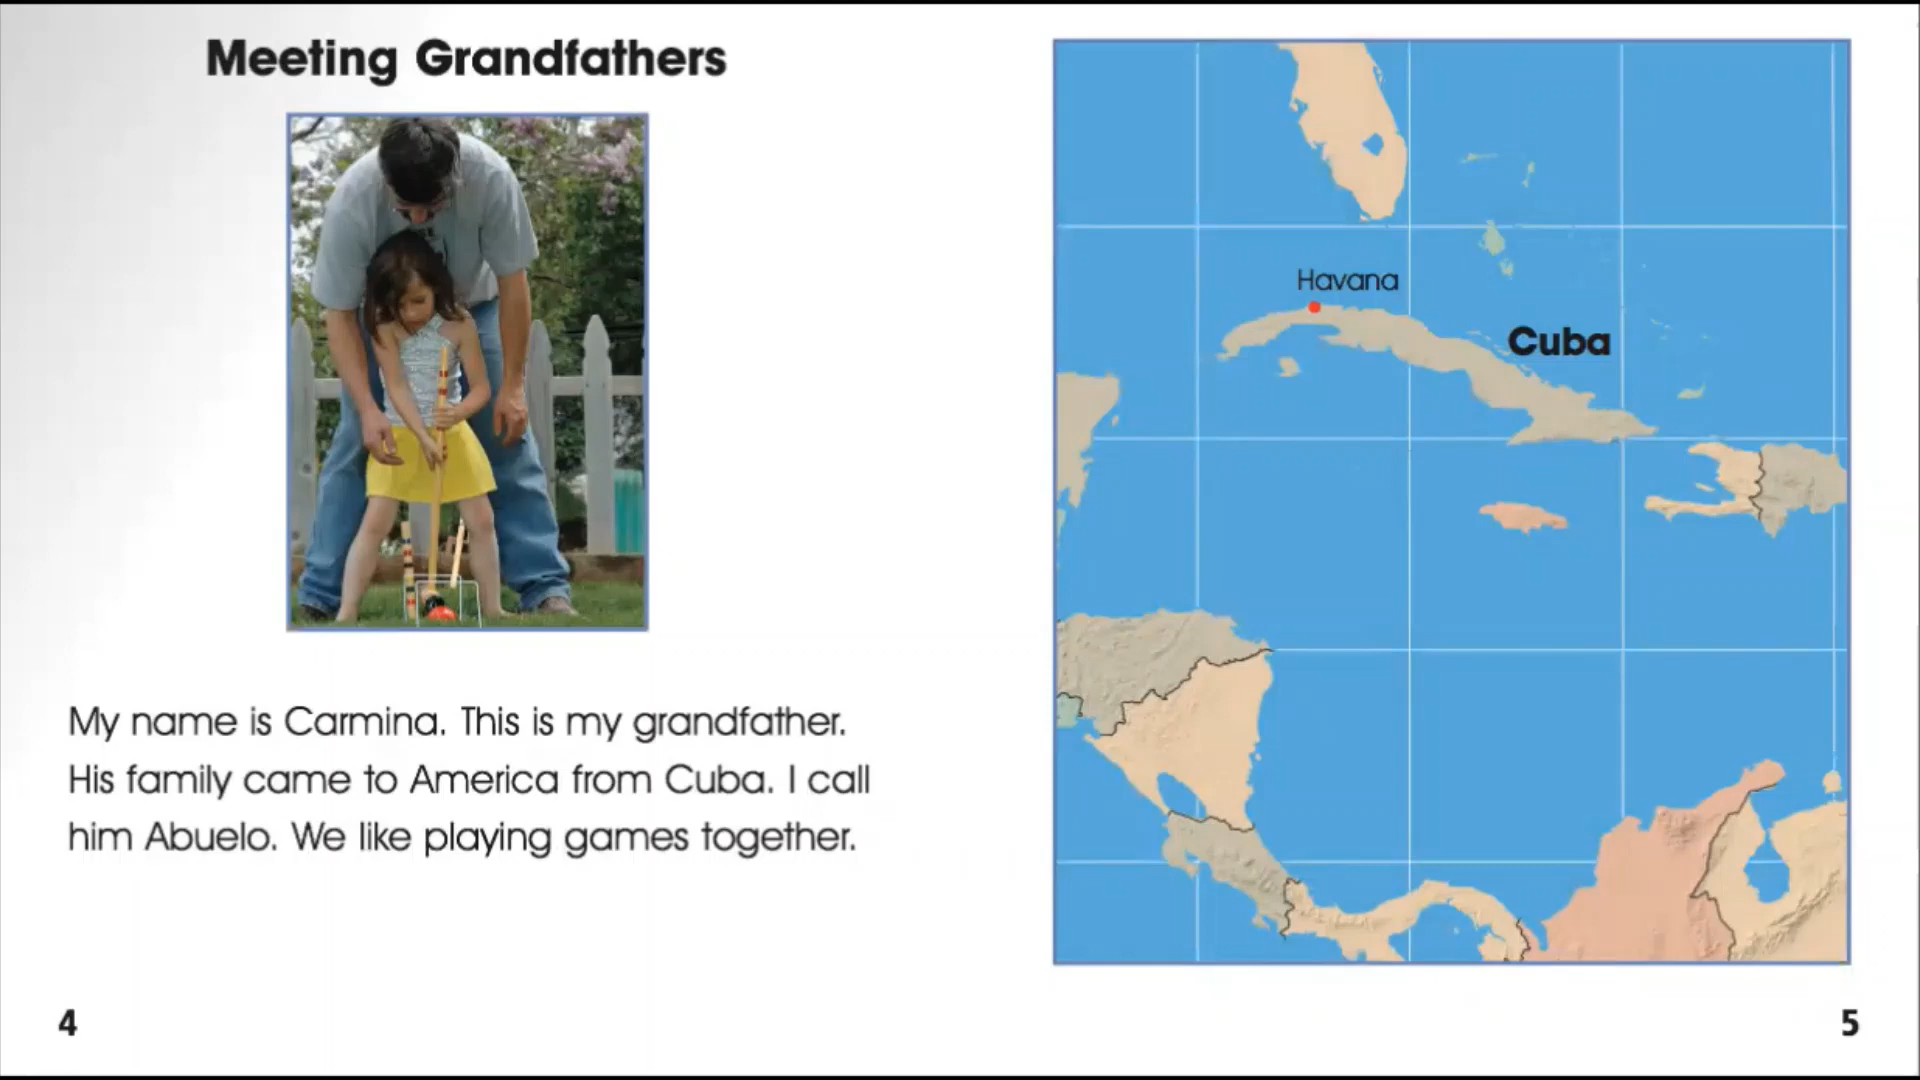 Meeting Grandfathers
My name is Carmina. This is my grandfather.
His family came to America from Cuba. I call
him Abuelo. We like playing games together.
4
Havana
Cuba
5